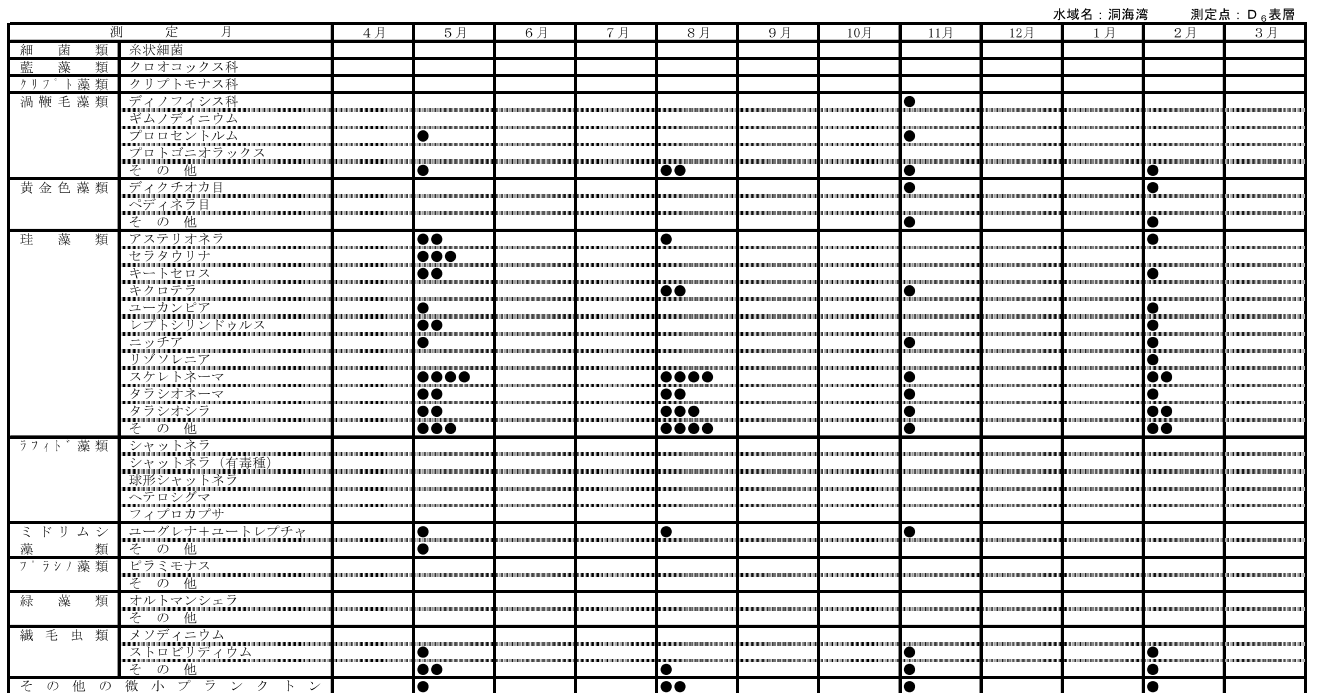 水域名：洞海湾　測定点：Ｄ₆表層
測　定　月　4月　5月　6月　7月　8月　9月　10月　11月　12月　1月　2月　3月
細菌類　糸状細菌
藍藻類　クロオコックス科
ｸﾘﾌﾟﾄ藻類　クリプトモナス科
渦鞭毛藻類　ディノフィシス科　●
ギムノディニウム
プロロセントルム　●　●
プロトゴニオラックス
その他　●　●●　●　●
黄金色藻類　ディクチオカ目　●　●
ペディネラ目
その他　●　●
珪藻類　アステリオネラ　●●　●　●
セラタウリナ　●●●
キートセロス　●●　●
キクロテラ　●●　●
ユーカンピア　●　●
レプトシリンドゥルス　●●　●
ニッチア　●　●　●
リゾソレニア　●
スケレトネーマ　●●●●　●●●●　●　●●
タラシオネーマ　●●　●●　●　●
タラシオシラ　●●　●●●　●　●●
その他　●●●　●●●●　●　●●
ﾗﾌｨﾄﾞ藻類　シャットネラ
シャットネラ（有毒種）
球形シャットネラ
ヘテロシグマ
フィブロカプサ
ミドリムシ　ユーグレナ＋ユートレプチャ　●　●　●
藻類　その他　●
ﾌﾟﾗｼﾉ藻類　ピラミモナス
その他
緑藻類　オルトマンシェラ
その他
繊毛虫類　メソディニウム
ストロビリディウム　●　●　●
その他　●●　●　●　●
その他の微小プランクトン　●　●●　●　●